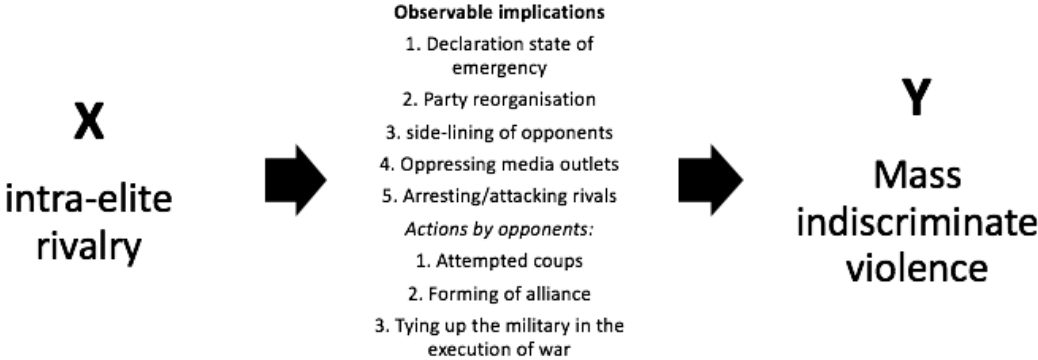 X
intra-elite
rivalry
Observable implications
1. Declaration state of
emergency
2. Party reorganisation
3. side-lining of opponents
4. Oppressing media outlets
5. Arresting/attacking rivals
Actions by opponents:
1. Attempted coups
2. Forming of alliance
3. Tying up the military in the
execution of war
Y
Mass
indiscriminate
violence